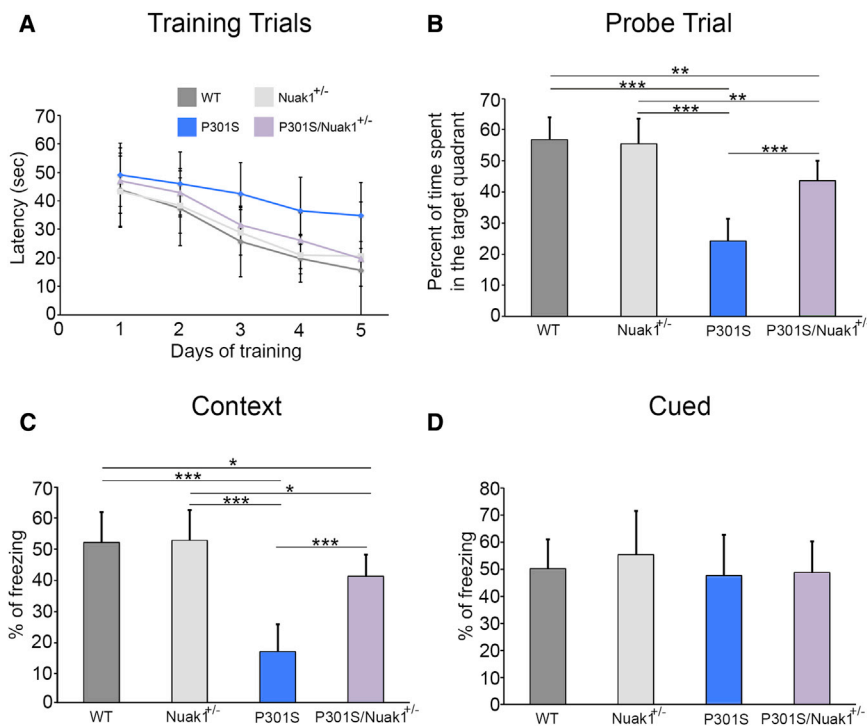 A
Training Trials
WT
Nuak1+/-
P301S
P301S/Nuak1+/-
Latency (sec)
70
60
50
40
30
20
10
0
0 1 2 3 4 5
Days of training
B
Probe Trial
**
***
**
***
***
Percent of time spent
in the target quadrant
70
60
50
40
30
20
10
0
WT Nuak1+/- P301S P301S/Nuak1+/
C
Context
*
***
*
***
***
% of freezing
70
60
50
40
30
20
10
0
WT Nuak1+/- P301S P301S/Nuak1+/-
D
Cued
% of freezing
80
70
60
50
40
30
20
10
0
WT Nuak1+/- P301S P301S/Nuak1+/-